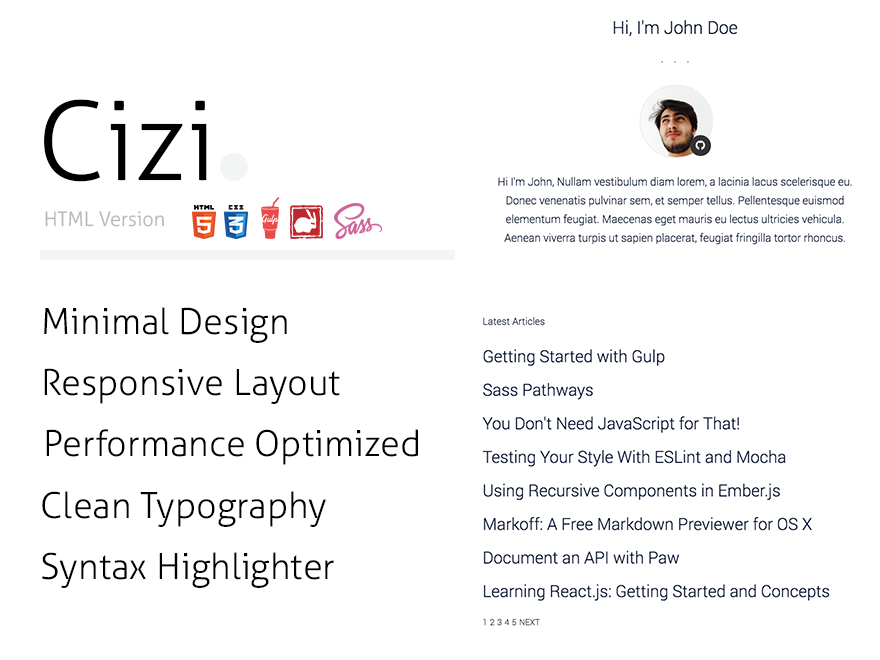 Cizi.
HTML Version
HTML
5
CSS
3
Gulp
Sass
Minimal Design
Responsive Layout
Performance Optimized
Clean Typography
Syntax Highlighter
Hi, I'm John Doe
. . .
Hi I'm John, Nullam vestibulum diam lorem, a lacinia lacus scelerisque eu.
Donec venenatis pulvinar sem, et semper tellus. Pellentesque euismod
elementum feugiat. Maecenas eget mauris eu lectus ultricies vehicula.
Aenean viverra turpis ut sapien placerat, feugiat fringilla tortor rhoncus.
Latest Articles
Getting Started with Gulp
Sass Pathways
You Don't Need JavaScript for That!
Testing Your Style With ESLint and Mocha
Using Recursive Components in Ember.js
Markoff: A Free Markdown Previewer for OS X
Document an API with Paw
Learning React.js: Getting Started and Concepts
1 2 3 4 5 NEXT